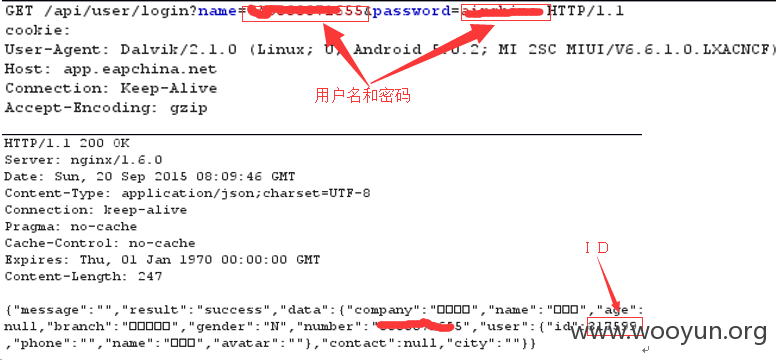 GET /api/user/login?name= 655&password= HTTP/1.1
cookie:
User-Agent: Dalvik/2.1.0 (Linux; U; Android 5.0.2; MI 2SC MIUI/V6.6.1.0.LXACNCF)
Host: app.eapchina.net
Connection: Keep-Alive
Accept-Encoding: gzip
用户名和密码
HTTP/1.1 200 OK
Server: nginx/1.6.0
Date: Sun, 20 Sep 2015 08:09:46 GMT
Content-Type: application/json;charset=UTF-8
Connection: keep-alive
Pragma: no-cache
Cache-Control: no-cache
Expires: Thu, 01 Jan 1970 00:00:00 GMT
Content-Length: 247
ID
{"message":"","result":"success","data":{"company":"□□□□","name":"□□□","age":
null,"branch":"□□□□□","gender":"N","number":" 5","user":{"id":
,"phone":"","name":"□□□","avatar":""},"contact":null,"city":""}}
www.wooyun.org